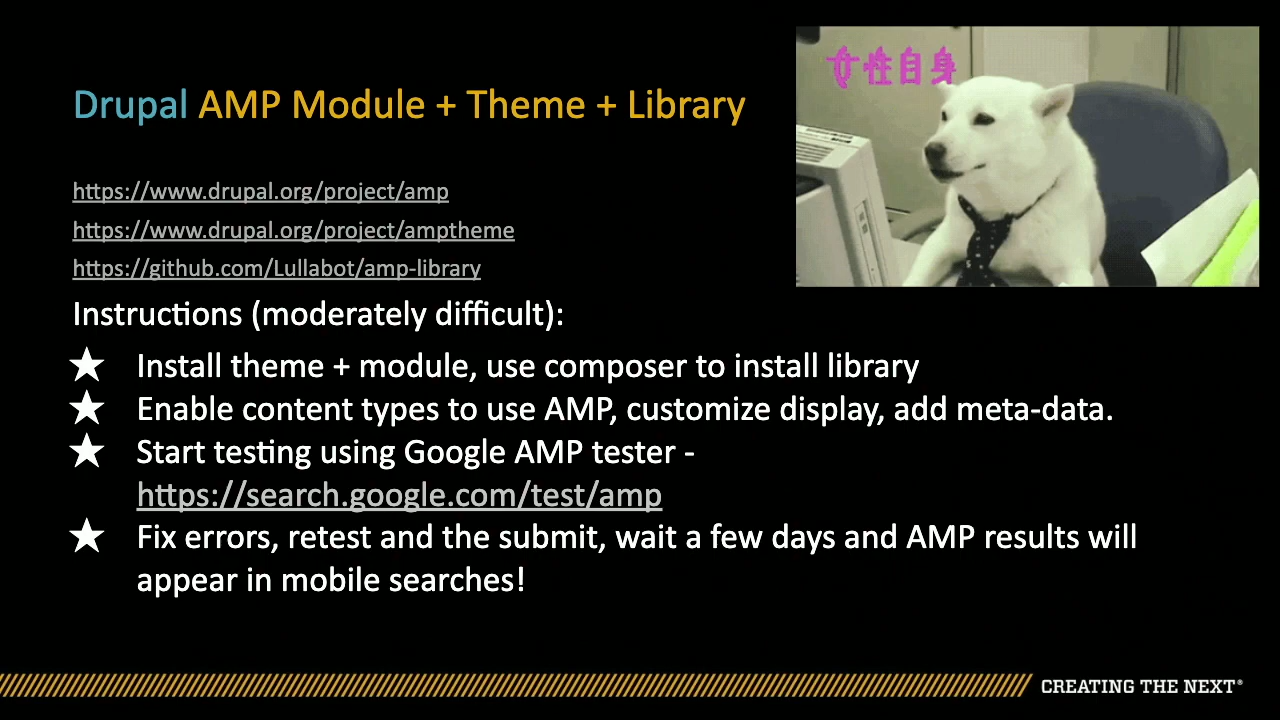 Drupal AMP Module + Theme + Library
女性自身
https://www.drupal.org/project/amp
https://www.drupal.org/project/amptheme
https://github.com/Lullabot/amp-library
Instructions (moderately difficult):
★ Install theme + module, use composer to install library
★ Enable content types to use AMP, customize display, add meta-data.
★ Start testing using Google AMP tester -
https://search.google.com/test/amp
★ Fix errors, retest and the submit, wait a few days and AMP results will
appear in mobile searches!
CREATING THE NEXT®